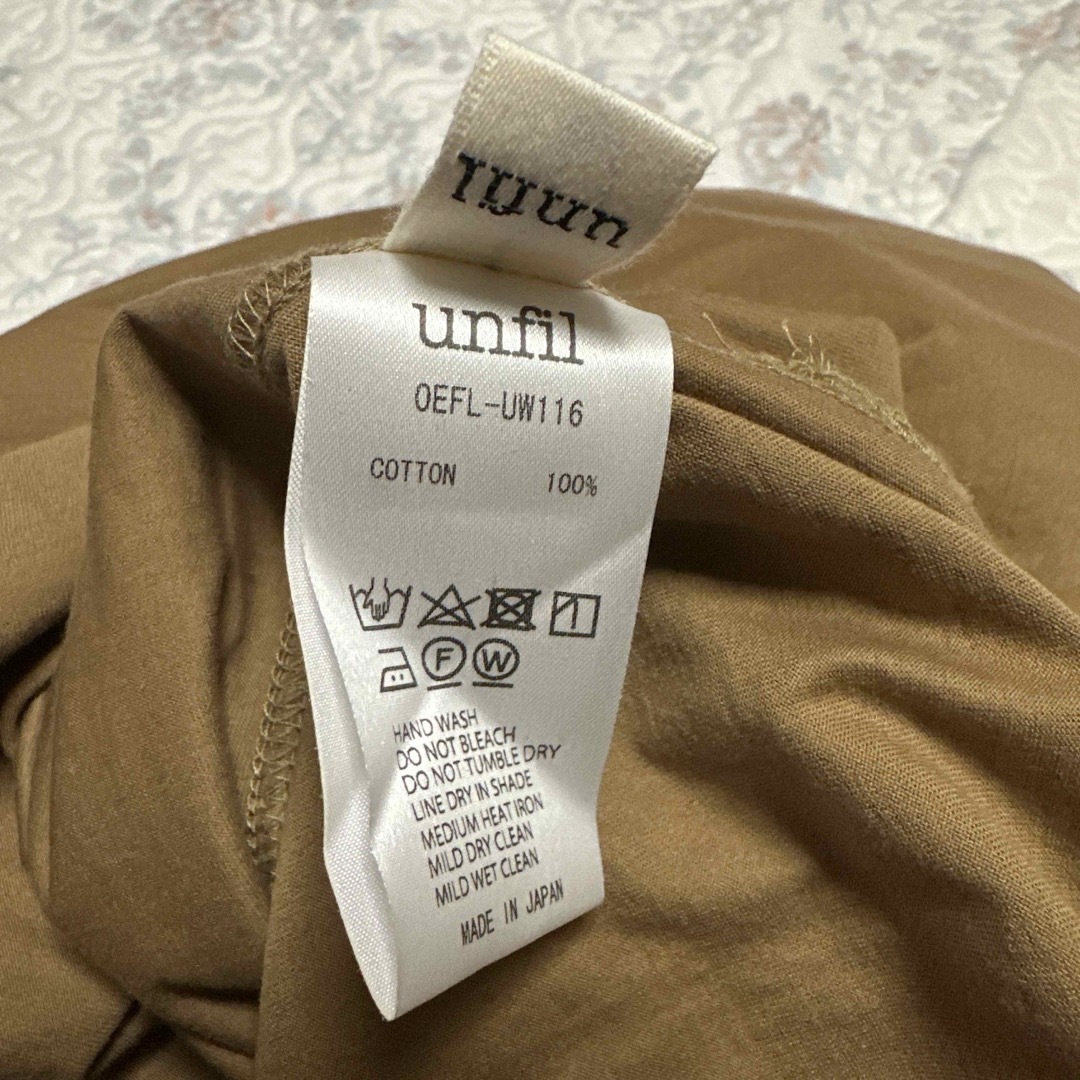 unfil
unfil
OEFL-UW116
COTTON 100%
F W
HAND WASH
DO NOT BLEACH
DO NOT TUMBLE DRY
LINE DRY IN SHADE
MEDIUM HEAT IRON
MILD DRY CLEAN
MILD WET CLEAN
MADE IN JAPAN